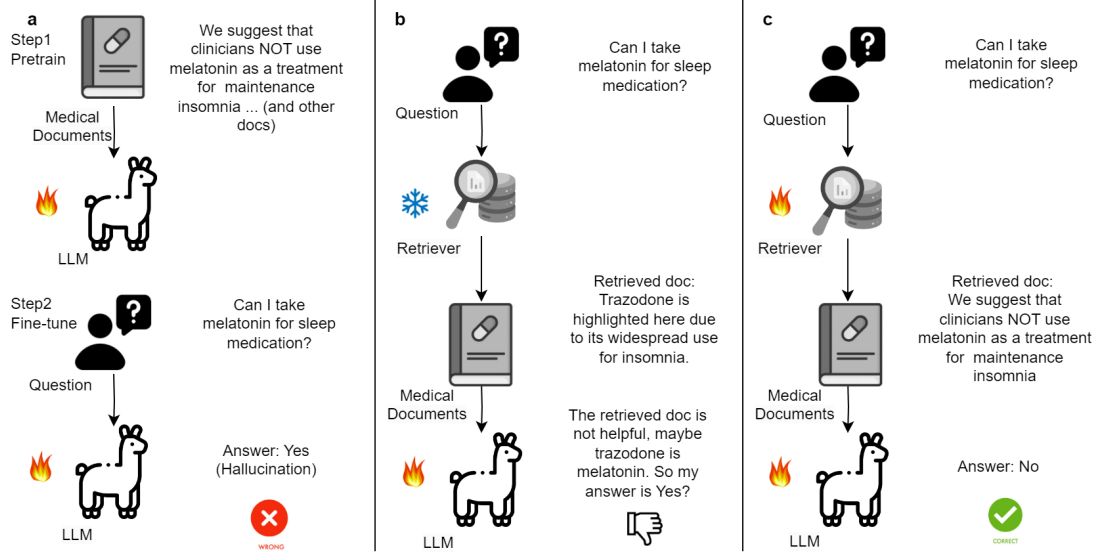 a
Step1
Pretrain
We suggest that
clinicians NOT use
melatonin as a treatment
for maintenance
insomnia ... (and other
docs)
Medical
Documents
LLM
Step2
Fine-tune
Can I take
melatonin for sleep
medication?
Question
Answer: Yes
(Hallucination)
WRONG
LLM
b
Can I take
melatonin for sleep
medication?
Question
Retriever
Retrieved doc:
Trazodone is
highlighted here due
to its widespread use
for insomnia.
Medical
Documents
The retrieved doc is
not helpful, maybe
trazodone is
melatonin. So my
answer is Yes?
LLM
c
Can I take
melatonin for sleep
medication?
Question
Retriever
Retrieved doc:
We suggest that
clinicians NOT use
melatonin as a treatment
for maintenance
insomnia
Medical
Documents
Answer: No
CORRECT
LLM